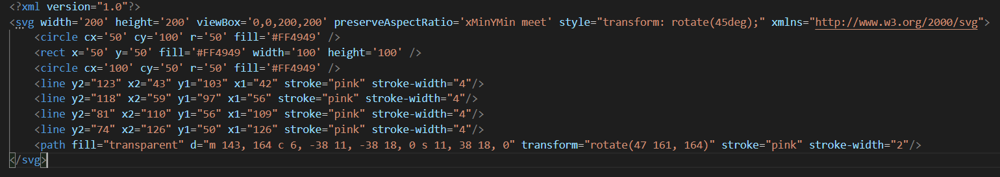 <?xml version="1.0"?>
<svg width='200' height='200' viewBox='0,0,200,200' preserveAspectRatio='xMinYMin meet' style="transform: rotate(45deg);" xmlns="http://www.w3.org/2000/svg">
<circle cx='50' cy='100' r='50' fill='#FF4949' />
<rect x='50' y='50' fill='#FF4949' width='100' height='100' />
<circle cx='100' cy='50' r='50' fill='#FF4949' />
<line y2="123" x2="43" y1="103" x1="42" stroke="pink" stroke-width="4"/>
<line y2="118" x2="59" y1="97" x1="56" stroke="pink" stroke-width="4"/>
<line y2="81" x2="110" y1="56" x1="109" stroke="pink" stroke-width="4"/>
<line y2="74" x2="126" y1="50" x1="126" stroke="pink" stroke-width="4"/>
<path fill="transparent" d="m 143, 164 c 6, -38 11, -38 18, 0 s 11, 38 18, 0" transform="rotate(47 161, 164)" stroke="pink" stroke-width="2"/>
</svg>